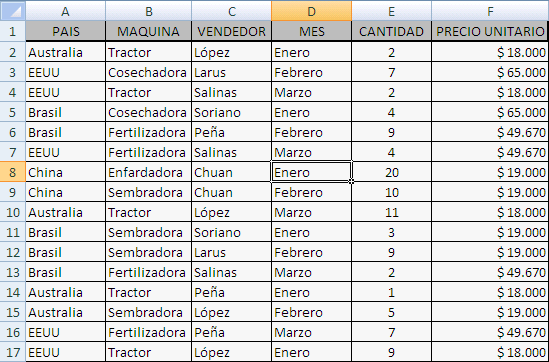 A B C D E F
1 PAIS MAQUINA VENDEDOR MES CANTIDAD PRECIO UNITARIO
2 Australia Tractor López Enero 2 $ 18.000
3 EEUU Cosechadora Larus Febrero 7 $ 65.000
4 EEUU Tractor Salinas Marzo 2 $ 18.000
5 Brasil Cosechadora Soriano Enero 4 $ 65.000
6 Brasil Fertilizadora Peña Febrero 9 $ 49.670
7 EEUU Fertilizadora Salinas Marzo 4 $ 49.670
8 China Enfardadora Chuan Enero 20 $ 19.000
9 China Sembradora Chuan Febrero 10 $ 19.000
10 Australia Tractor López Marzo 11 $ 18.000
11 Brasil Sembradora Soriano Enero 3 $ 19.000
12 Brasil Sembradora Larus Febrero 9 $ 19.000
13 Brasil Fertilizadora Salinas Marzo 2 $ 49.670
14 Australia Tractor Peña Enero 1 $ 18.000
15 Australia Sembradora López Febrero 5 $ 19.000
16 EEUU Fertilizadora Peña Marzo 7 $ 49.670
17 EEUU Tractor López Enero 9 $ 18.000